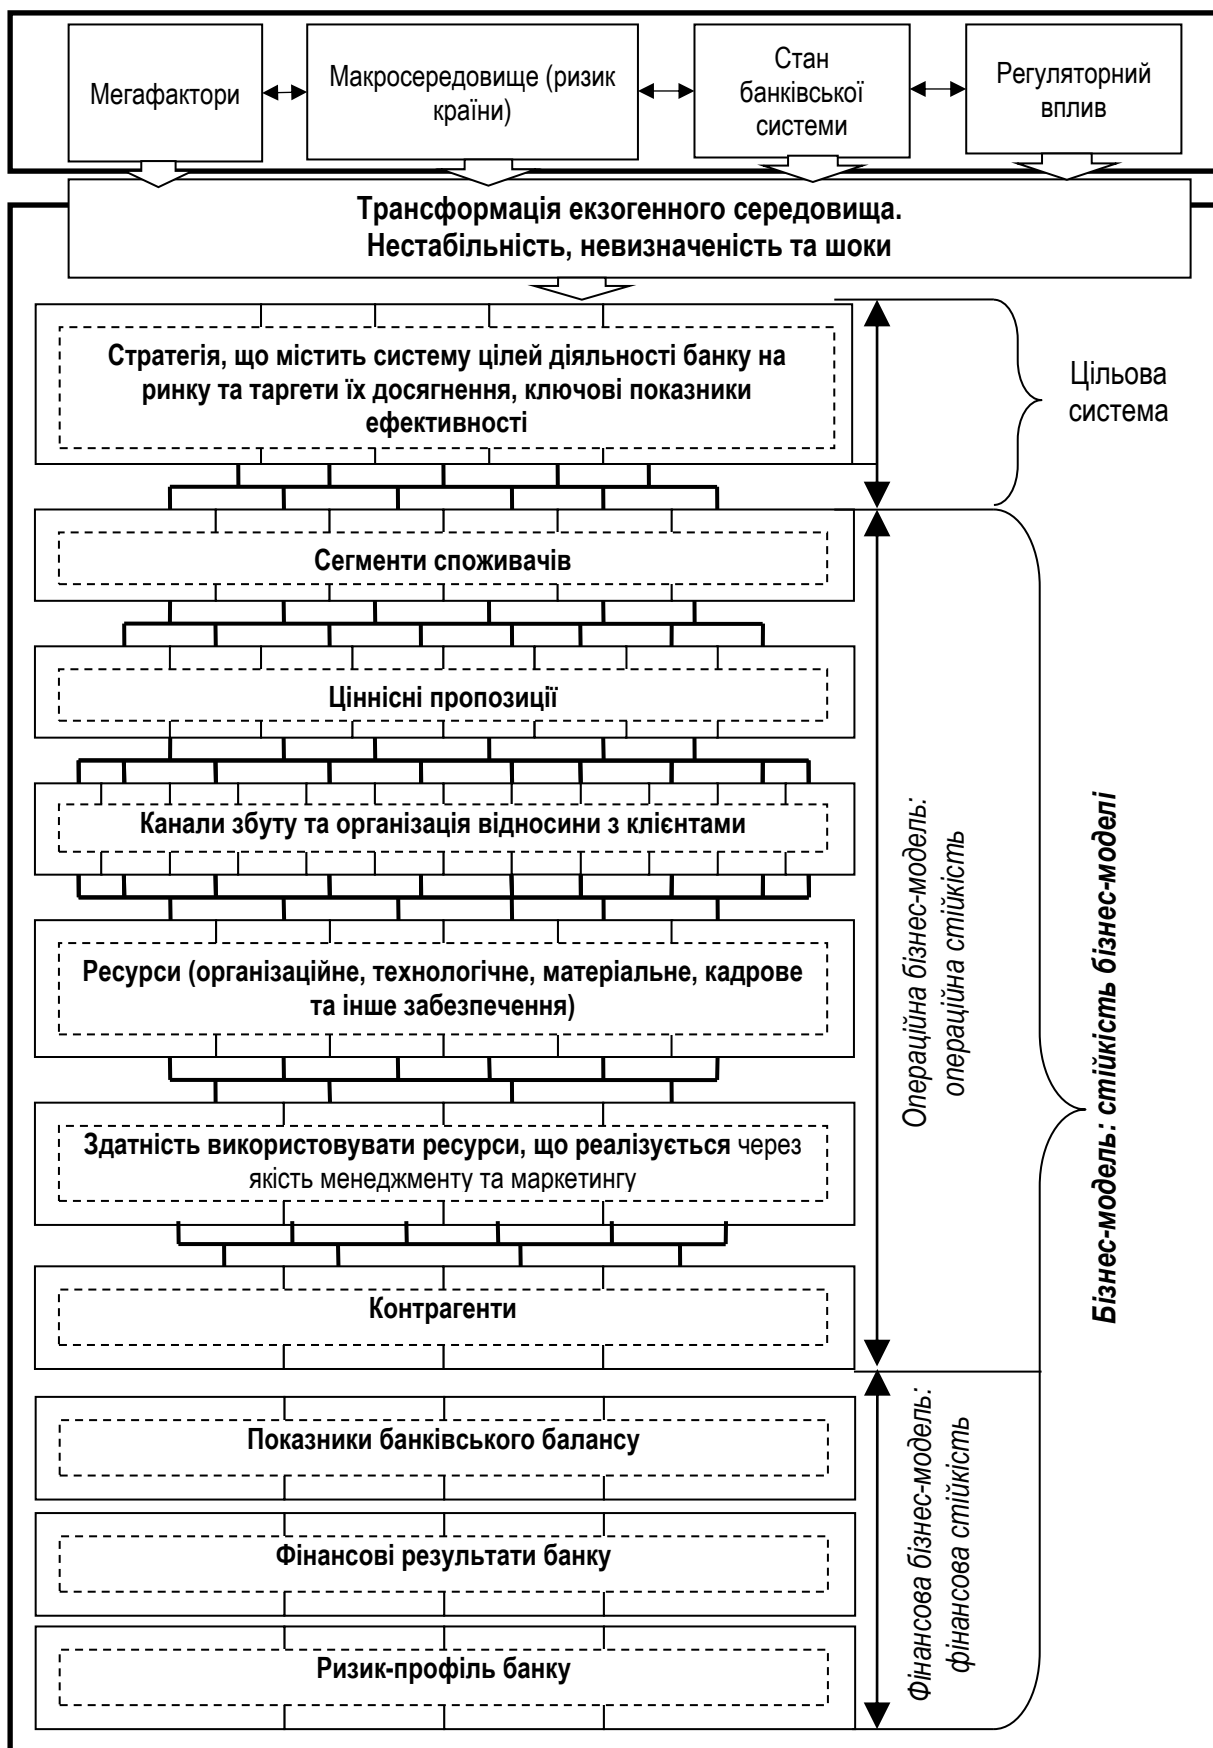 Мегафактори
Макросередовище (ризик
країни)
Стан
банківської
системи
Регуляторний
вплив
Трансформація екзогенного середовища.
Нестабільність, невизначеність та шоки
Стратегія, що містить систему цілей діяльності банку на
ринку та таргети їх досягнення, ключові показники
ефективності
Цільова
система
Сегменти споживачів
Ціннісні пропозиції
Канали збуту та організація відносини з клієнтами
Ресурси (організаційне, технологічне, матеріальне, кадрове
та інше забезпечення)
Здатність використовувати ресурси, що реалізується через
якість менеджменту та маркетингу
Контрагенти
Операційна бізнес-модель:
операційна стійкість
Показники банківського балансу
Фінансові результати банку
Ризик-профіль банку
Фінансова бізнес-модель:
фінансова стійкість
Бізнес-модель: стійкість бізнес-моделі